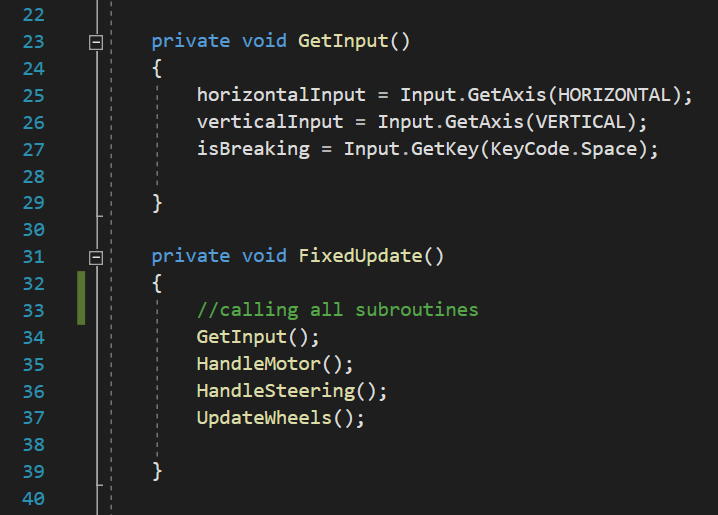 22
23 private void GetInput()
24 {
25 horizontalInput = Input.GetAxis(HORIZONTAL);
26 verticalInput = Input.GetAxis(VERTICAL);
27 isBreaking = Input.GetKey(KeyCode.Space);
28
29 }
30
31 private void FixedUpdate()
32 {
33 //calling all subroutines
34 GetInput();
35 HandleMotor();
36 HandleSteering();
37 UpdateWheels();
38
39 }
40